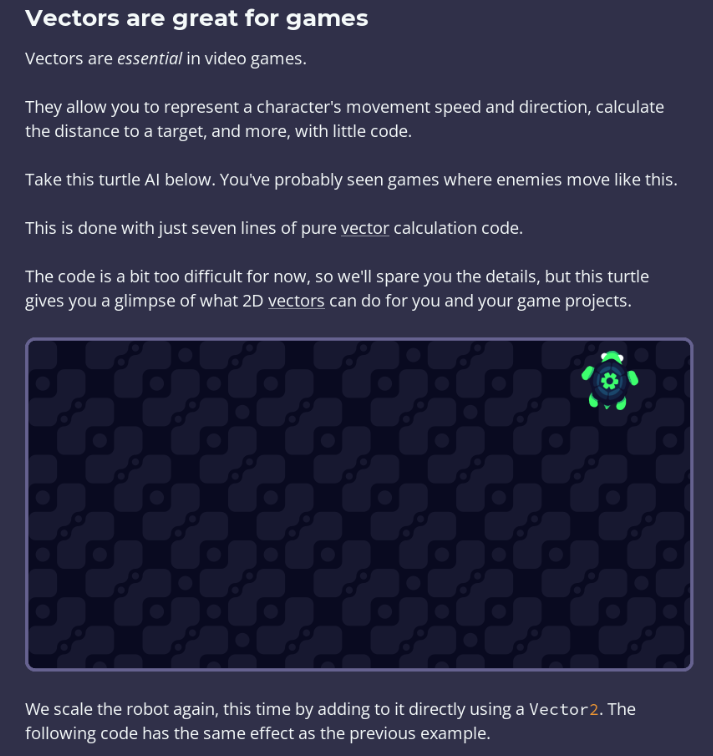 Vectors are great for games
Vectors are essential in video games.
They allow you to represent a character's movement speed and direction, calculate
the distance to a target, and more, with little code.
Take this turtle AI below. You've probably seen games where enemies move like this.
This is done with just seven lines of pure vector calculation code.
The code is a bit too difficult for now, so we'll spare you the details, but this turtle
gives you a glimpse of what 2D vectors can do for you and your game projects.
We scale the robot again, this time by adding to it directly using a Vector2. The
following code has the same effect as the previous example.